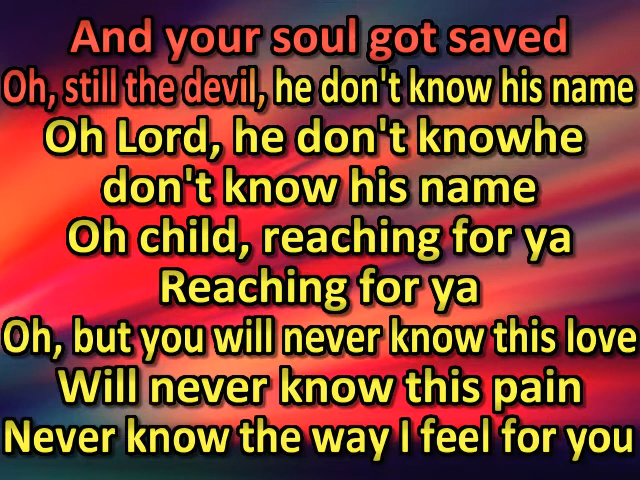 And your soul got saved
Oh, still the devil, he don't know his name
Oh Lord, he don't knowhe
don't know his name
Oh child, reaching for ya
Reaching for ya
Oh, but you will never know this love
Will never know this pain
Never know the way I feel for you